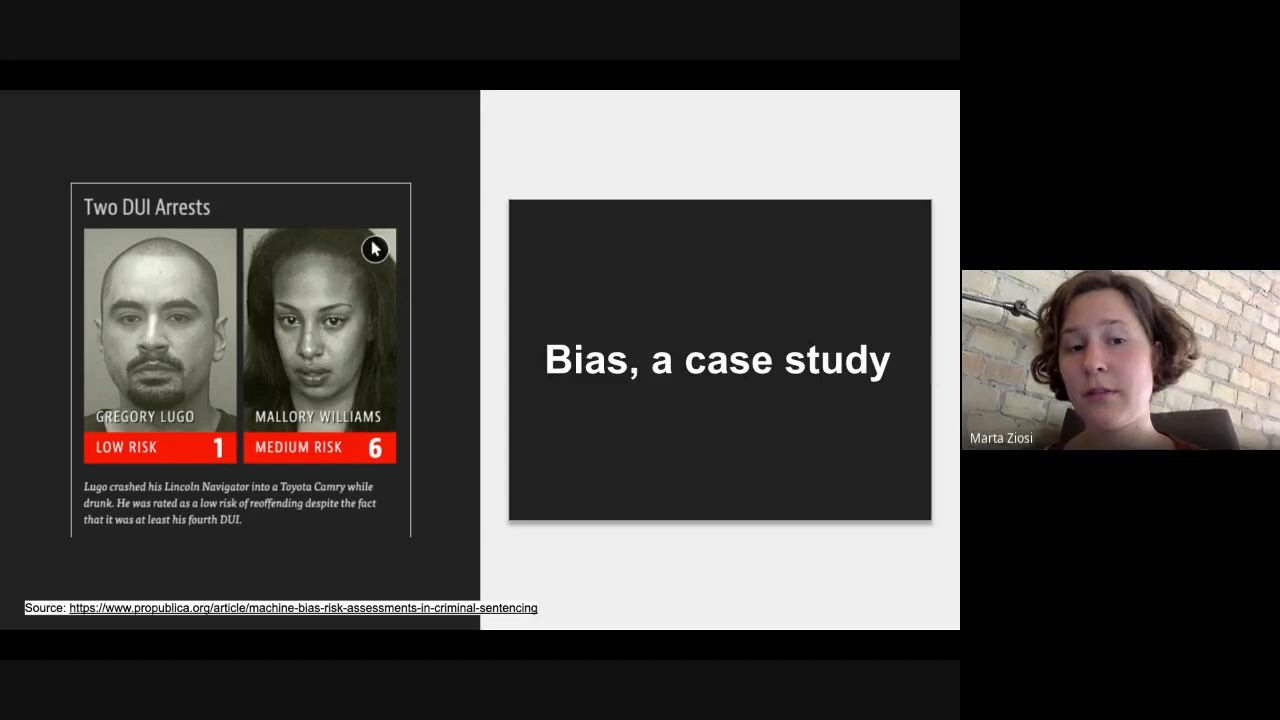 Two DUI Arrests
GREGORY LUGO
MALLORY WILLIAMS
LOW RISK 1
MEDIUM RISK 6
Lugo crashed his Lincoln Navigator into a Toyota Camry while
drunk. He was rated as a low risk of reoffending despite the fact
that it was at least his fourth DUI.
Bias, a case study
Source: https://www.propublica.org/article/machine-bias-risk-assessments-in-criminal-sentencing
Marta Ziosi